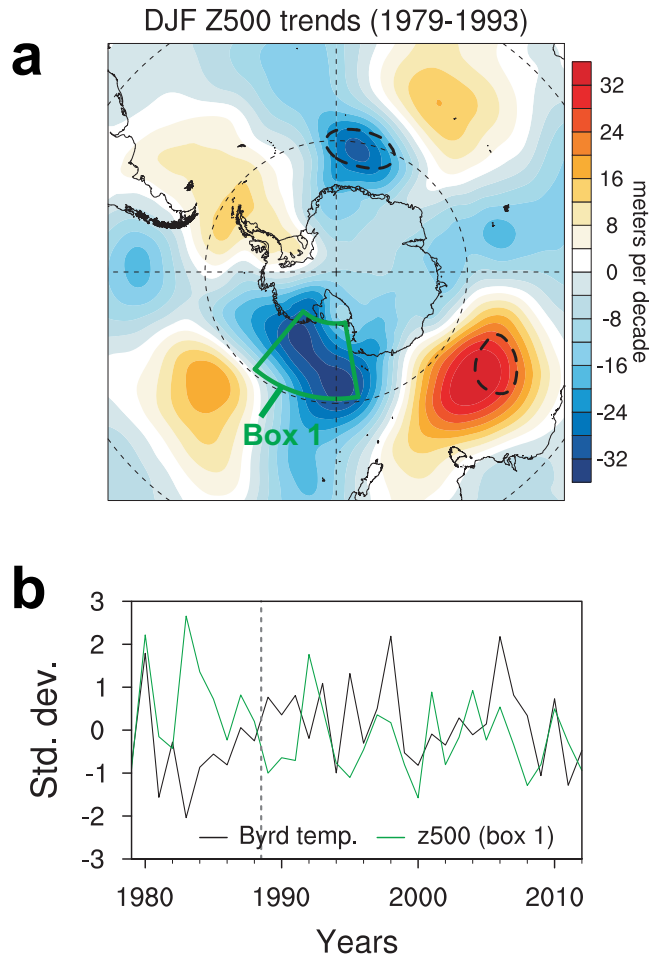 DJF Z500 trends (1979-1993)
a
32
24
16
8
0
-8
-16
-24
-32
meters per decade
Box 1
b
3
2
1
0
-1
-2
-3
Std. dev.
Byrd temp.
z500 (box 1)
1980
1990
2000
2010
Years